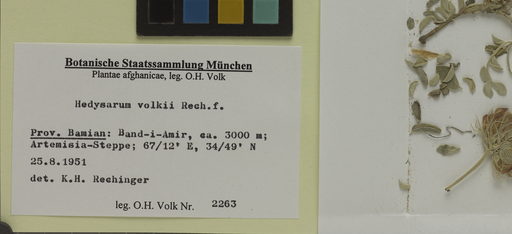 Botanische Staatssammlung München
Plantae afghanicae, leg. O.H. Volk
Hedysarum volkii Rech.f.
Prov. Bamian: Band-i-Amir, ca. 3000 m;
Artemisia-Steppe; 67/12' E, 34/49' N
25.8.1951
det. K.H. Rechinger
leg. O.H. Volk Nr. 2263